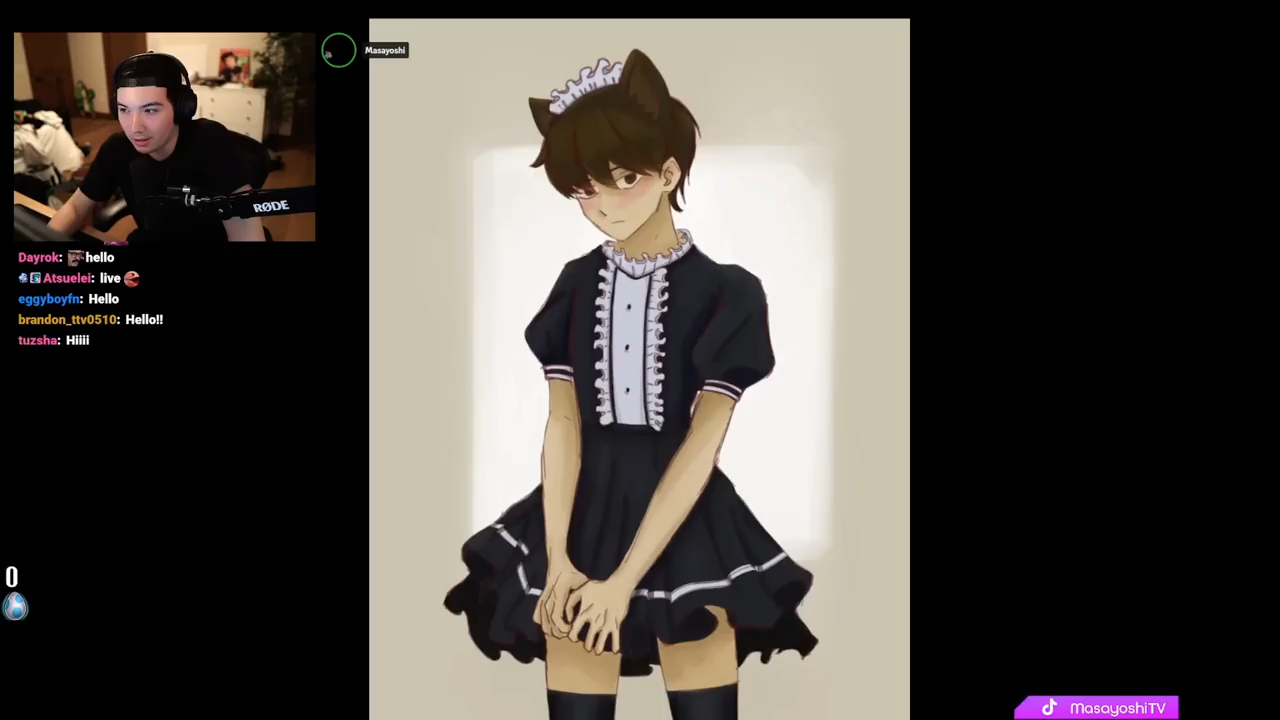 Masayoshi
RØDE
Dayrok: hello
Atsuelei: live
eggyboyfn: Hello
brandon_ttv0510: Hello!!
tuzsha: Hiiii
0
MasayoshiTV